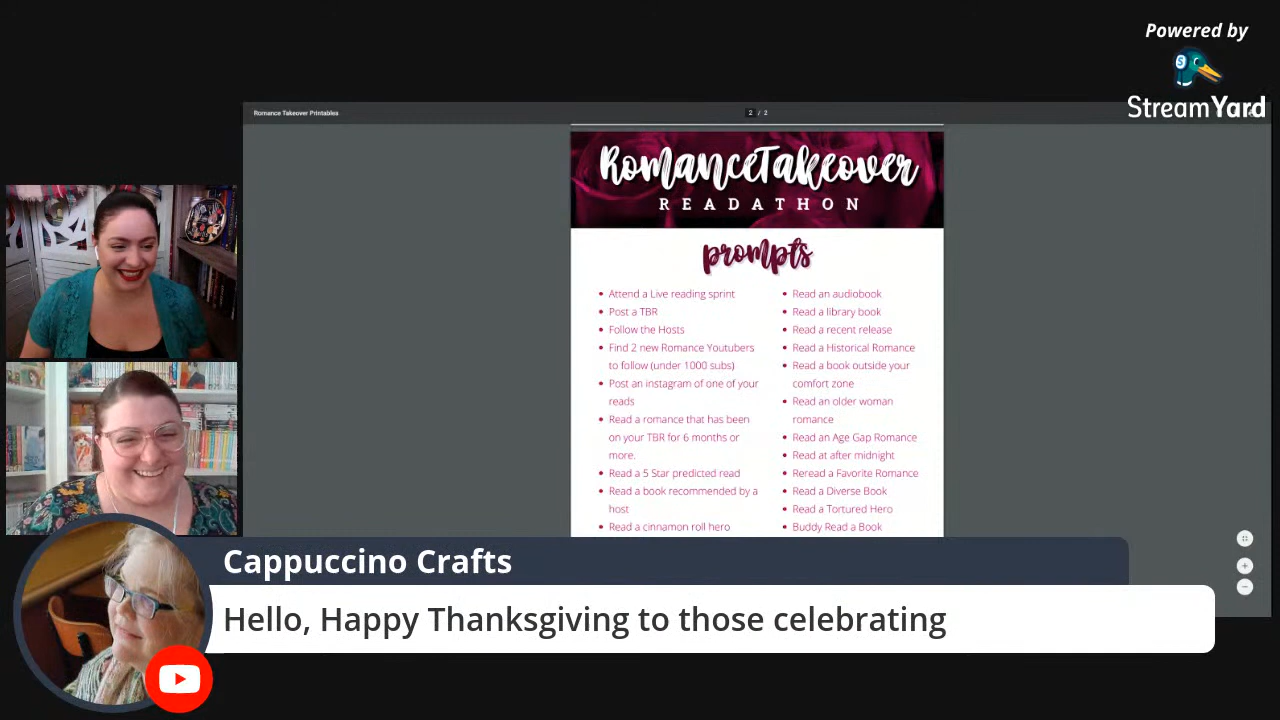 Powered by
StreamYard
Romance Takeover Printables
2 / 2
RomanceTakeover
READATHON
prompts
Attend a Live reading sprint
Post a TBR
Follow the Hosts
Find 2 new Romance Youtubers
to follow (under 1000 subs)
Post an instagram of one of your
reads
Read a romance that has been
on your TBR for 6 months or
more.
Read a 5 Star predicted read
Read a book recommended by a
host
Read a cinnamon roll hero
Read an audiobook
Read a library book
Read a recent release
Read a Historical Romance
Read a book outside your
comfort zone
Read an older woman
romance
Read an Age Gap Romance
Read at after midnight
Reread a Favorite Romance
Read a Diverse Book
Read a Tortured Hero
Buddy Read a Book
Cappuccino Crafts
Hello, Happy Thanksgiving to those celebrating